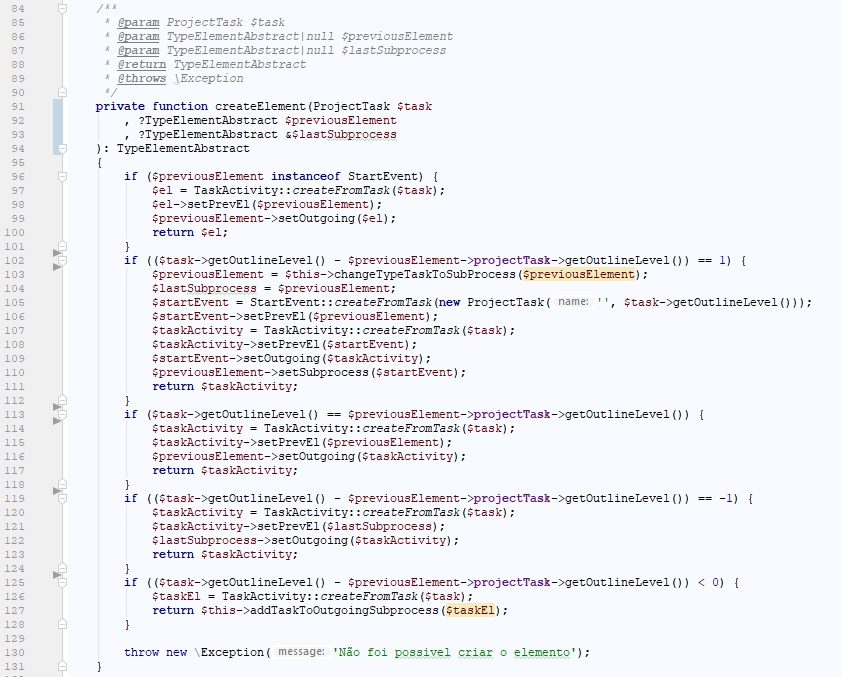 84 /**
85 * @param ProjectTask $task
86 * @param TypeElementAbstract|null $previousElement
87 * @param TypeElementAbstract|null $lastSubprocess
88 * @return TypeElementAbstract
89 * @throws \Exception
90 */
91 private function createElement(ProjectTask $task
92 , ?TypeElementAbstract $previousElement
93 , ?TypeElementAbstract &$lastSubprocess
94 ): TypeElementAbstract
95 {
96 if ($previousElement instanceof StartEvent) {
97 $el = TaskActivity::createFromTask($task);
98 $el->setPrevEl($previousElement);
99 $previousElement->setOutgoing($el);
100 return $el;
101 }
102 if (($task->getOutlineLevel() - $previousElement->projectTask->getOutlineLevel()) == 1) {
103 $previousElement = $this->changeTypeTaskToSubProcess($previousElement);
104 $lastSubprocess = $previousElement;
105 $startEvent = StartEvent::createFromTask(new ProjectTask( name: '', $task->getOutlineLevel()));
106 $startEvent->setPrevEl($previousElement);
107 $taskActivity = TaskActivity::createFromTask($task);
108 $taskActivity->setPrevEl($startEvent);
109 $startEvent->setOutgoing($taskActivity);
110 $previousElement->setSubprocess($startEvent);
111 return $taskActivity;
112 }
113 if ($task->getOutlineLevel() == $previousElement->projectTask->getOutlineLevel()) {
114 $taskActivity = TaskActivity::createFromTask($task);
115 $taskActivity->setPrevEl($previousElement);
116 $previousElement->setOutgoing($taskActivity);
117 return $taskActivity;
118 }
119 if (($task->getOutlineLevel() - $previousElement->projectTask->getOutlineLevel()) == -1) {
120 $taskActivity = TaskActivity::createFromTask($task);
121 $taskActivity->setPrevEl($lastSubprocess);
122 $lastSubprocess->setOutgoing($taskActivity);
123 return $taskActivity;
124 }
125 if (($task->getOutlineLevel() - $previousElement->projectTask->getOutlineLevel()) < 0) {
126 $taskEl = TaskActivity::createFromTask($task);
127 return $this->addTaskToOutgoingSubprocess($taskEl);
128 }
129
130 throw new \Exception( message: 'Não foi possivel criar o elemento');
131 }